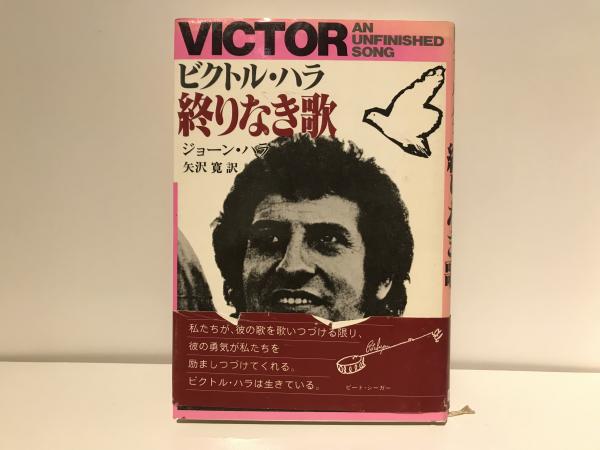 VICTOR
AN
UNFINISHED
SONG
ビクトル・ハラ
終りなき歌
ジョーン・ハラ
矢沢 寛 訳
私たちが、彼の歌を歌いつづける限り、
彼の勇気が私たちを
励ましつづけてくれる。
ビクトル・ハラは生きている。
ピート・シーガー